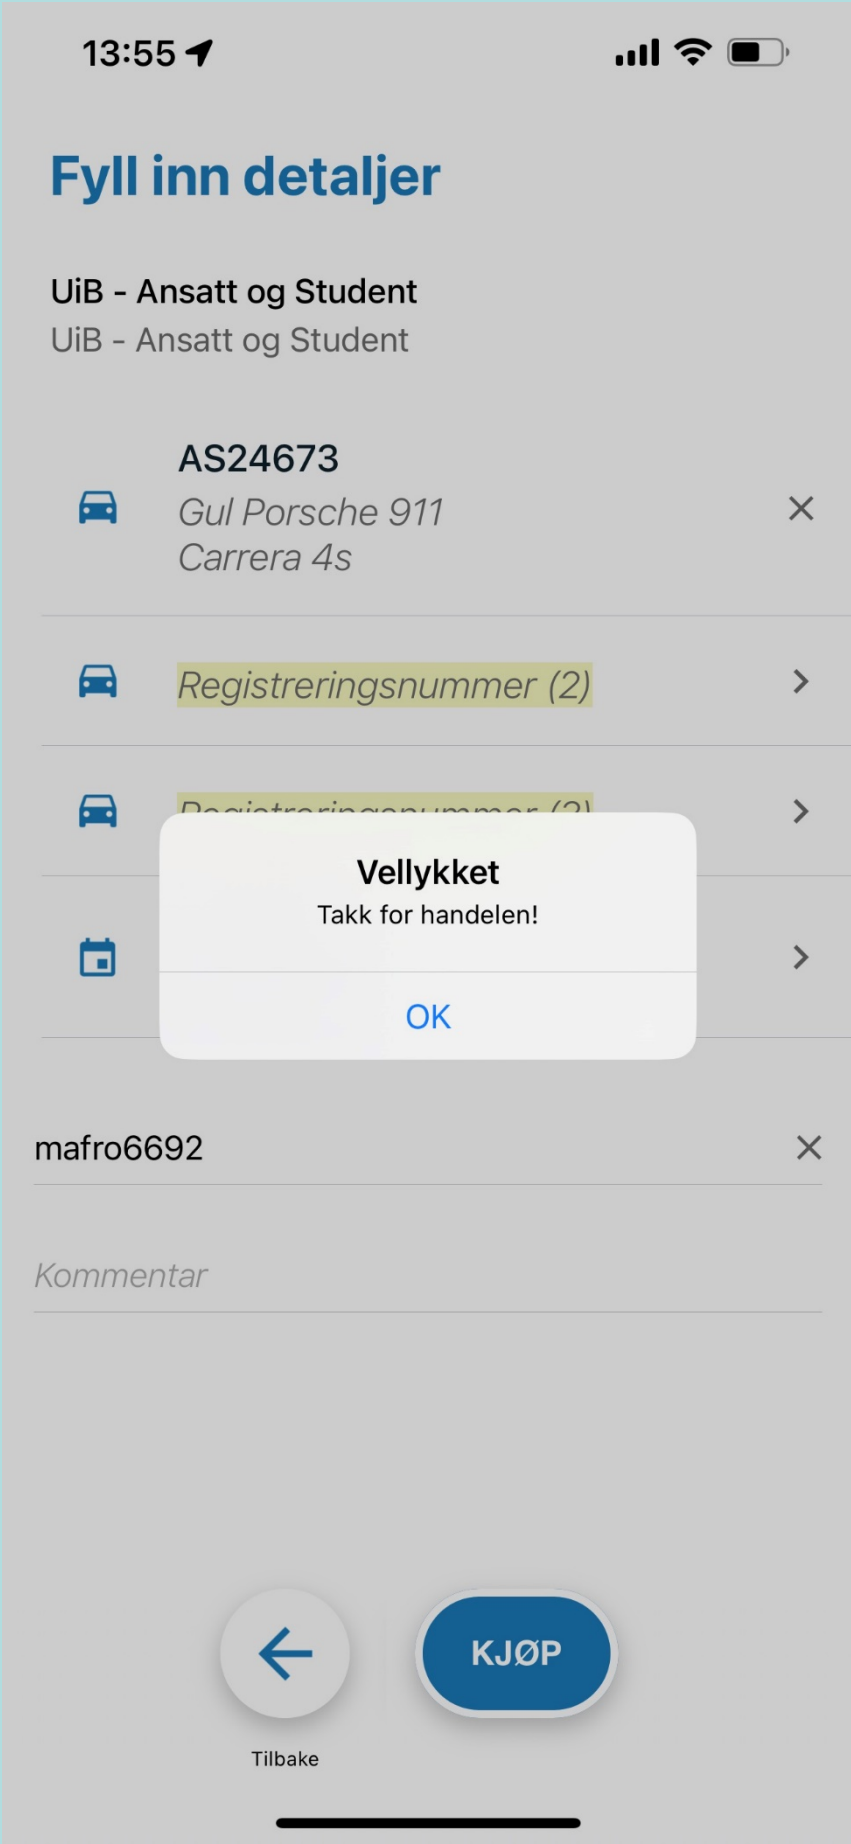 13:55
Fyll inn detaljer
UiB - Ansatt og Student
UiB - Ansatt og Student
AS24673
Gul Porsche 911
Carrera 4s
Registreringsnummer (2)
Vellykket
Takk for handelen!
OK
mafro6692
Kommentar
KJØP
Tilbake